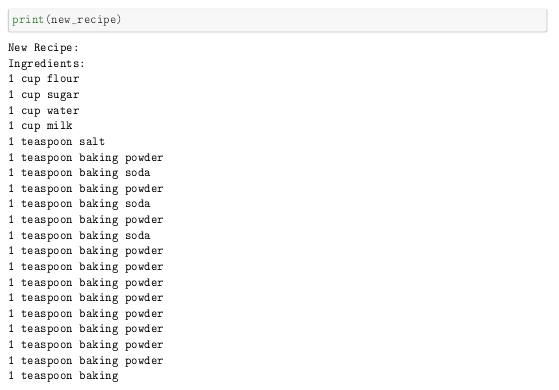 print(new_recipe)
New Recipe:
Ingredients:
1 cup flour
1 cup sugar
1 cup water
1 cup milk
1 teaspoon salt
1 teaspoon baking powder
1 teaspoon baking soda
1 teaspoon baking powder
1 teaspoon baking soda
1 teaspoon baking powder
1 teaspoon baking soda
1 teaspoon baking powder
1 teaspoon baking powder
1 teaspoon baking powder
1 teaspoon baking powder
1 teaspoon baking powder
1 teaspoon baking powder
1 teaspoon baking powder
1 teaspoon baking powder
1 teaspoon baking